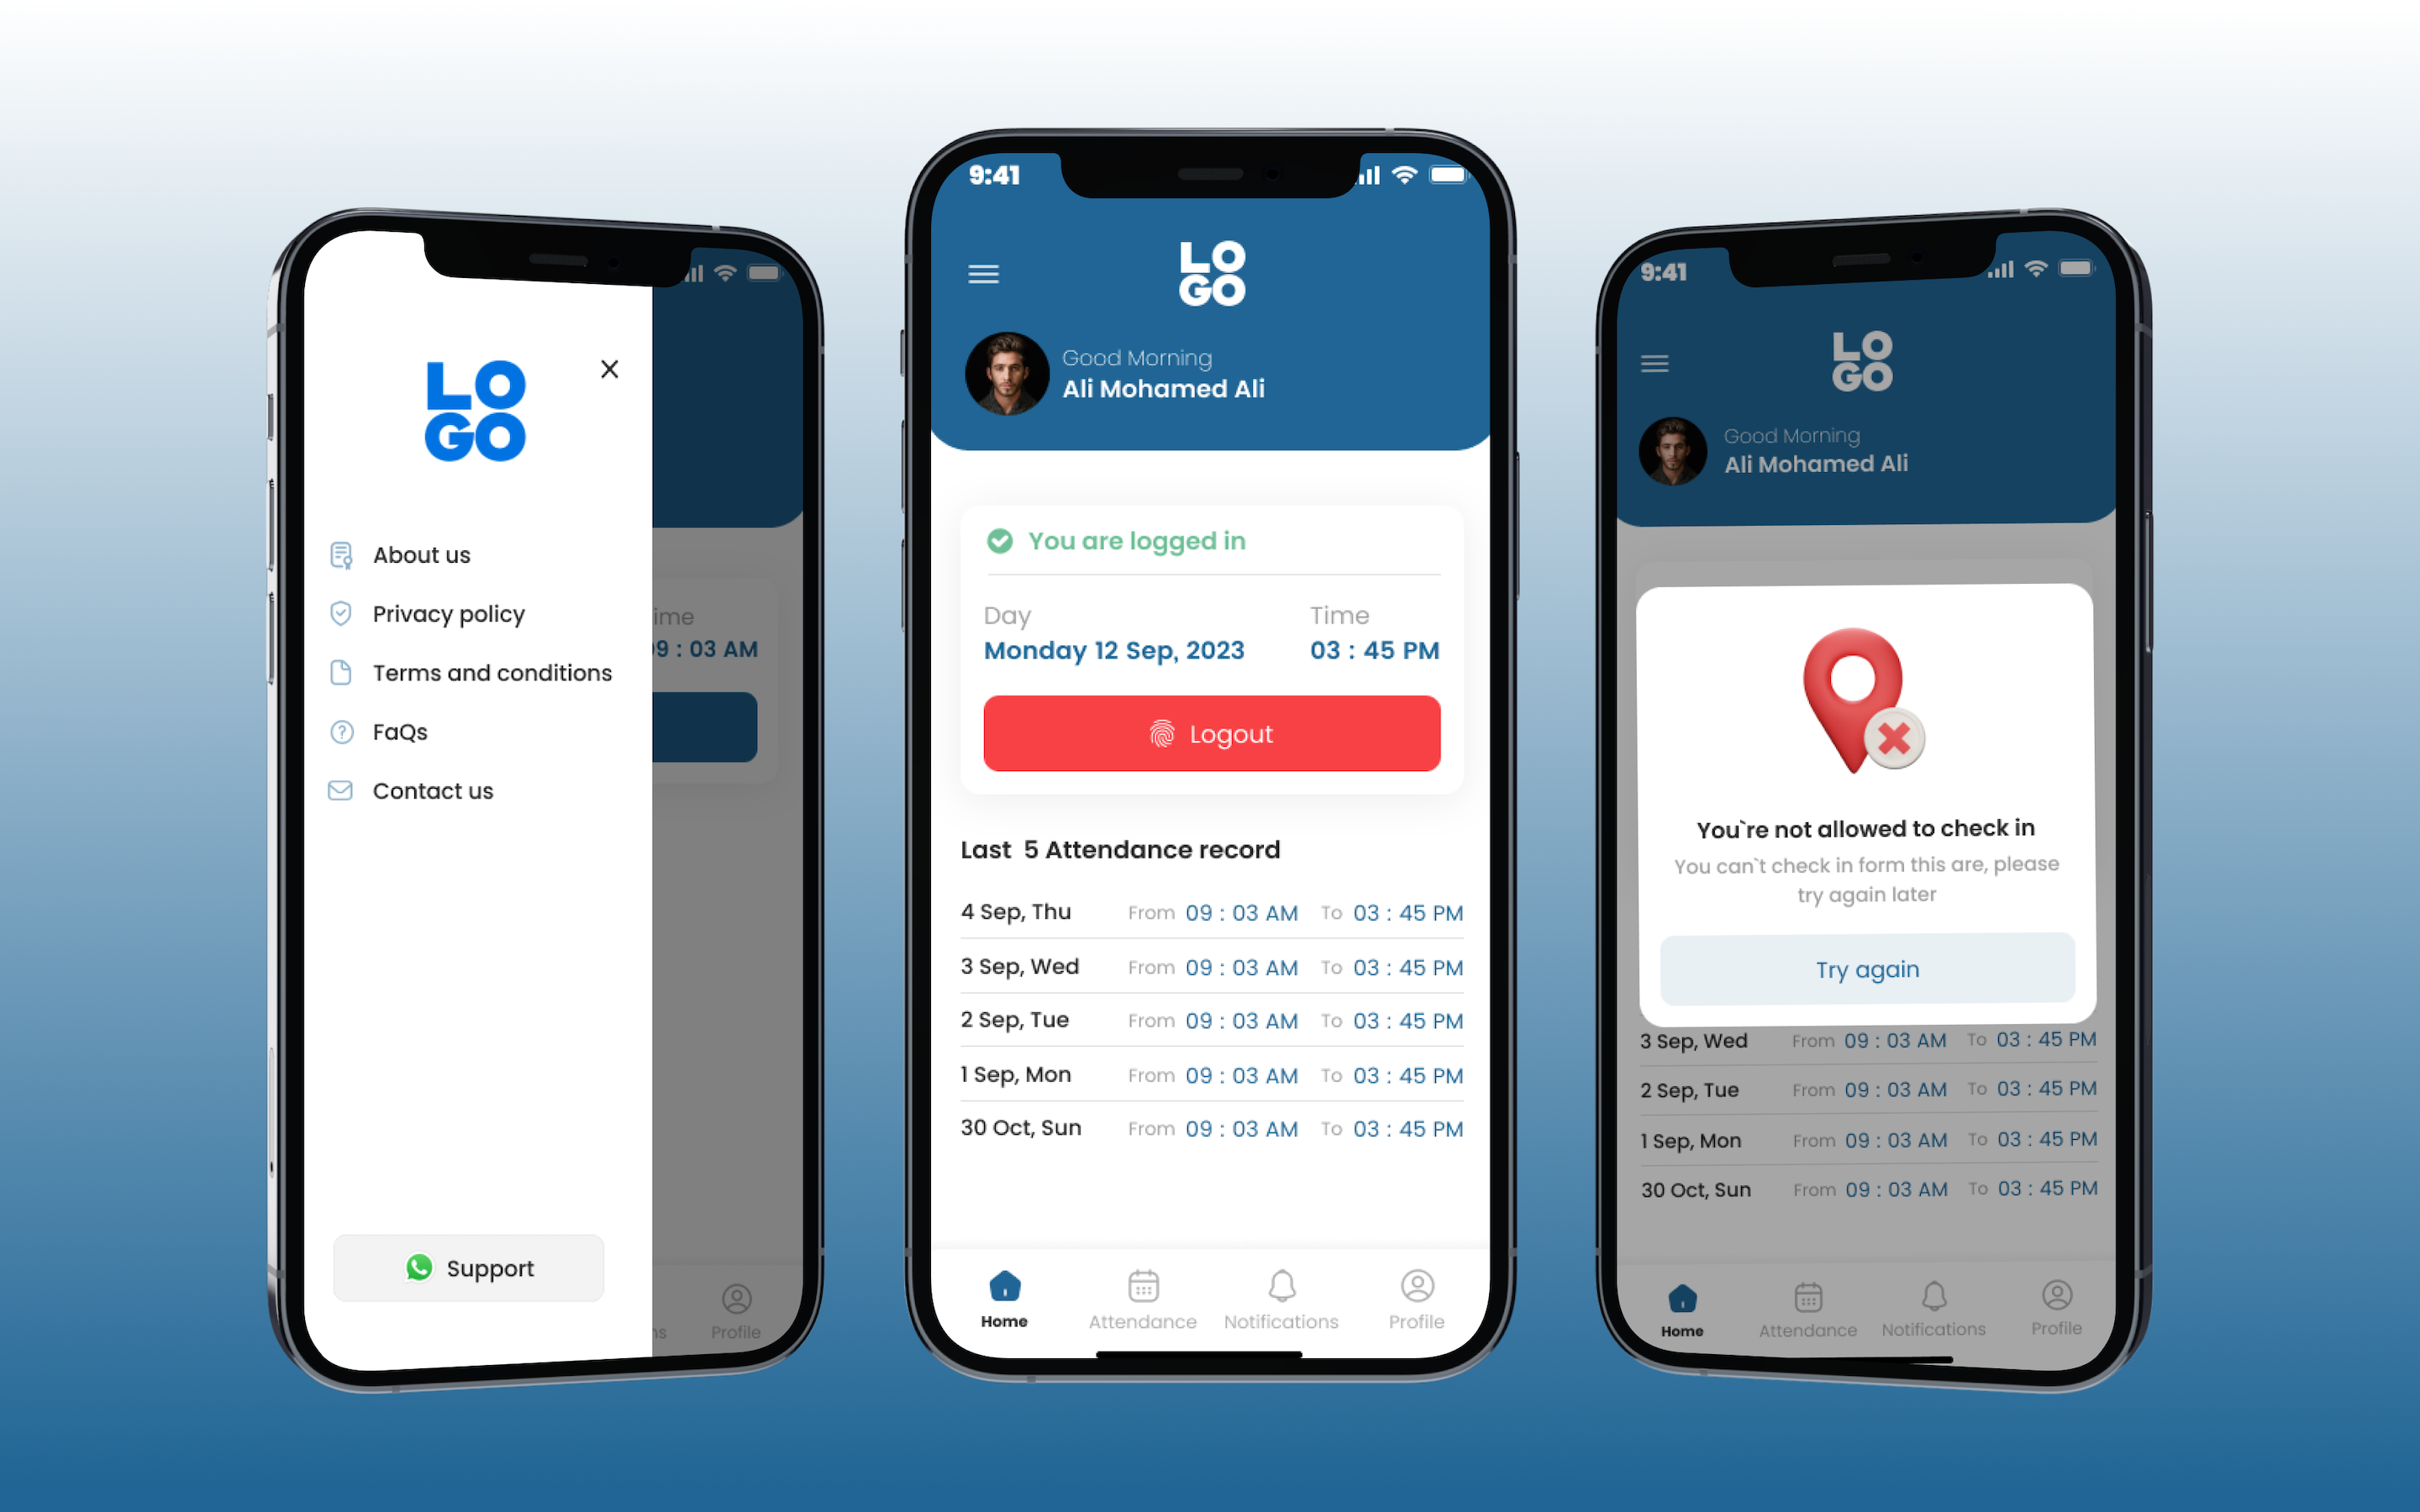 LO
GO
About us
Privacy policy
Terms and conditions
FaQs
Contact us
Support
ime
09 : 03 AM
ns
Profile
9:41
LO
GO
Good Morning
Ali Mohamed Ali
You are logged in
Day
Time
Monday 12 Sep, 2023
03 : 45 PM
Logout
Last 5 Attendance record
4 Sep, Thu From 09 : 03 AM To 03 : 45 PM
3 Sep, Wed From 09 : 03 AM To 03 : 45 PM
2 Sep, Tue From 09 : 03 AM To 03 : 45 PM
1 Sep, Mon From 09 : 03 AM To 03 : 45 PM
30 Oct, Sun From 09 : 03 AM To 03 : 45 PM
Home Attendance Notifications Profile
9:41
LO
GO
Good Morning
Ali Mohamed Ali
You`re not allowed to check in
You can`t check in form this are, please
try again later
Try again
3 Sep, Wed From 09 : 03 AM To 03 : 45 PM
2 Sep, Tue From 09 : 03 AM To 03 : 45 PM
1 Sep, Mon From 09 : 03 AM To 03 : 45 PM
30 Oct, Sun From 09 : 03 AM To 03 : 45 PM
Home Attendance Notifications Profile